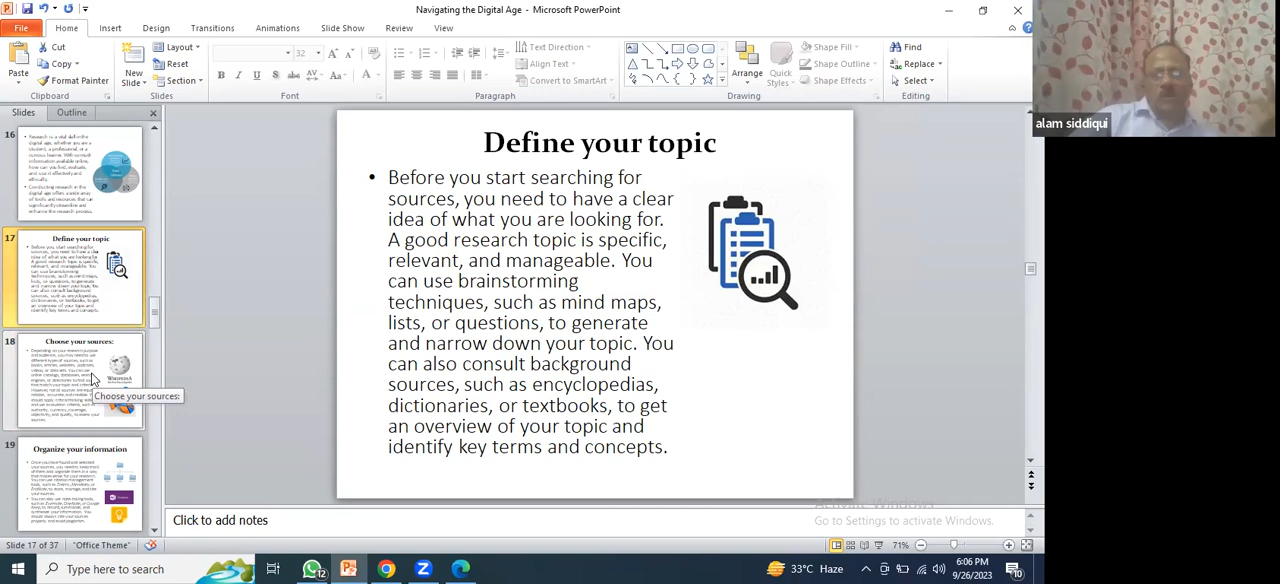 Navigating the Digital Age - Microsoft PowerPoint
File Home Insert Design Transitions Animations Slide Show Review View
Cut Layout 32 Text Direction Shape Fill Find
Copy Reset Align Text Shape Outline Replace
Paste Format Painter New Slide Section Convert to SmartArt Arrange Quick Styles Shape Effects Select
Clipboard Slides Font Paragraph Drawing Editing
alam siddiqui
Slides Outline
16
17
Define your topic
18
Choose your sources:
Choose your sources:
19
Organize your information
Define your topic
• Before you start searching for
sources, you need to have a clear
idea of what you are looking for.
A good research topic is specific,
relevant, and manageable. You
can use brainstorming
techniques, such as mind maps,
lists, or questions, to generate
and narrow down your topic. You
can also consult background
sources, such as encyclopedias,
dictionaries, or textbooks, to get
an overview of your topic and
identify key terms and concepts.
Activate Windows
Go to Settings to activate Windows.
Click to add notes
Slide 17 of 37 "Office Theme" 71%
Type here to search 12 33°C Haze 6:06 PM
9/26/2023 10